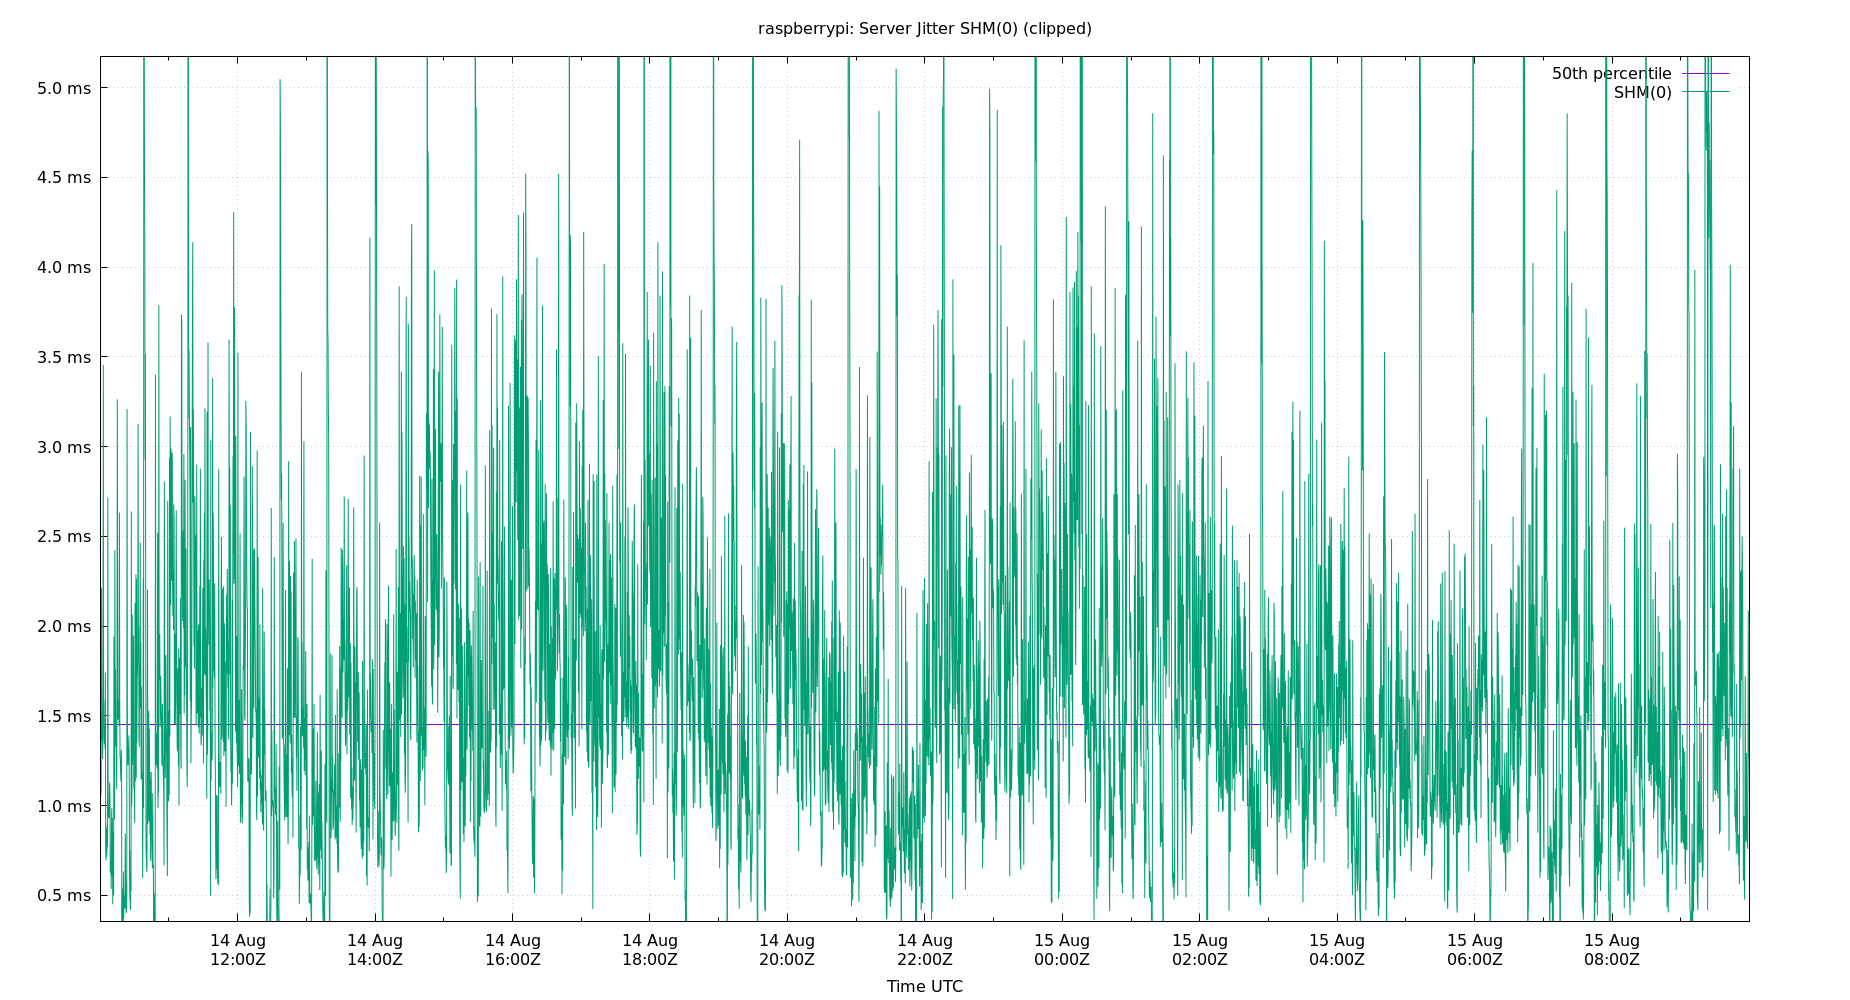 raspberrypi: Server Jitter SHM(0) (clipped)
50th percentile
SHM(0)
5.0 ms
4.5 ms
4.0 ms
3.5 ms
3.0 ms
2.5 ms
2.0 ms
1.5 ms
1.0 ms
0.5 ms
14 Aug 14 Aug 14 Aug 14 Aug 14 Aug 14 Aug 15 Aug 15 Aug 15 Aug 15 Aug 15 Aug
12:00Z 14:00Z 16:00Z 18:00Z 20:00Z 22:00Z 00:00Z 02:00Z 04:00Z 06:00Z 08:00Z
Time UTC